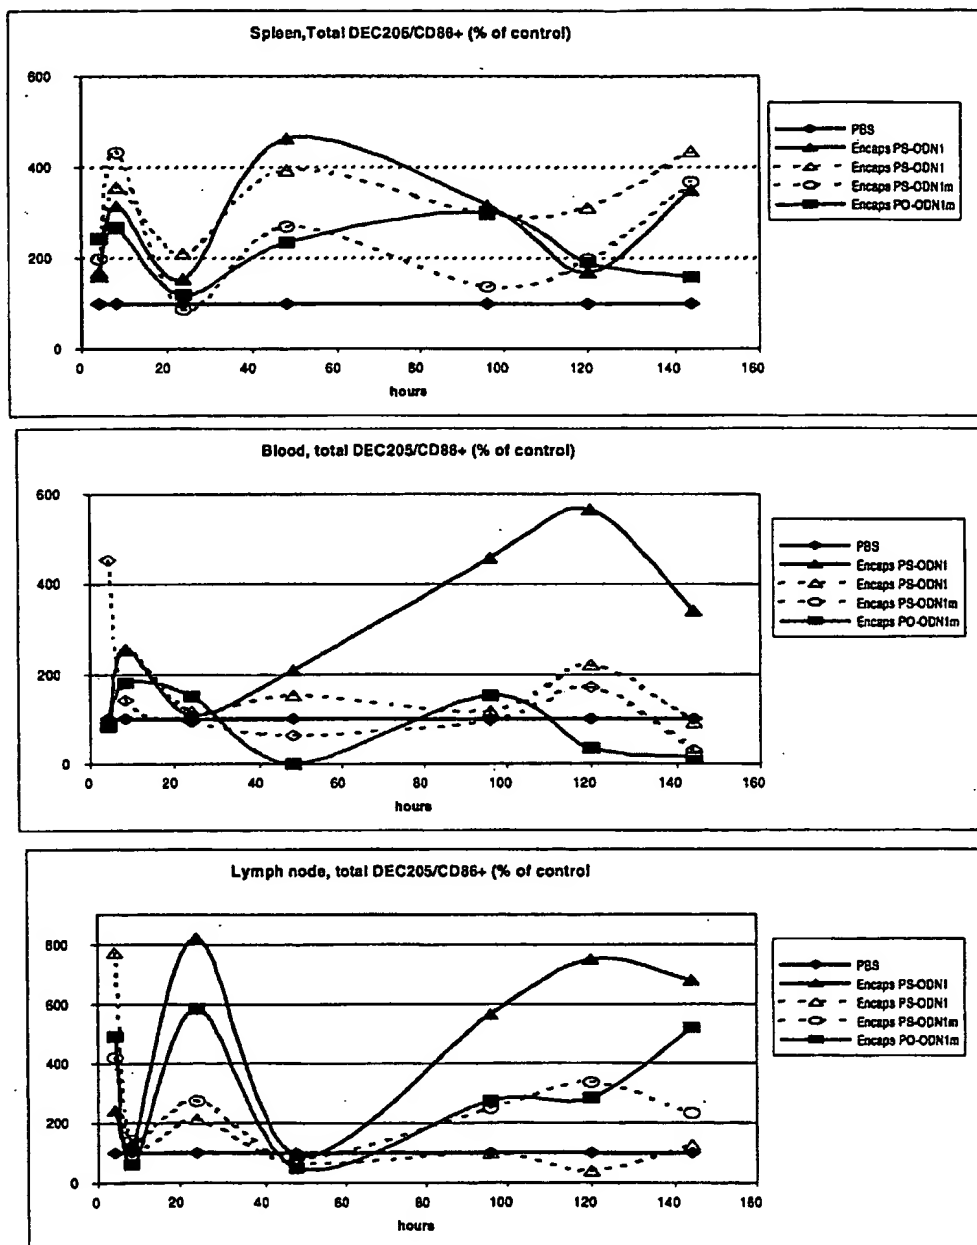 Spleen,Total DEC205/CD86+ (% of control)
600
400
200
0
0 20 40 60 80 100 120 140 160
hours
PBS
Encaps PS-ODN1
Encaps PS-ODN1
Encaps PS-ODN1m
Encaps PO-ODN1m
Blood, total DEC205/CD86+ (% of control)
600
400
200
0
0 20 40 60 80 100 120 140 160
hours
PBS
Encaps PS-ODN1
Encaps PS-ODN1
Encaps PS-ODN1m
Encaps PO-ODN1m
Lymph node, total DEC205/CD86+ (% of control
800
600
400
200
0
0 20 40 60 80 100 120 140 160
hours
PBS
Encaps PS-ODN1
Encaps PS-ODN1
Encaps PS-ODN1m
Encaps PO-ODN1m